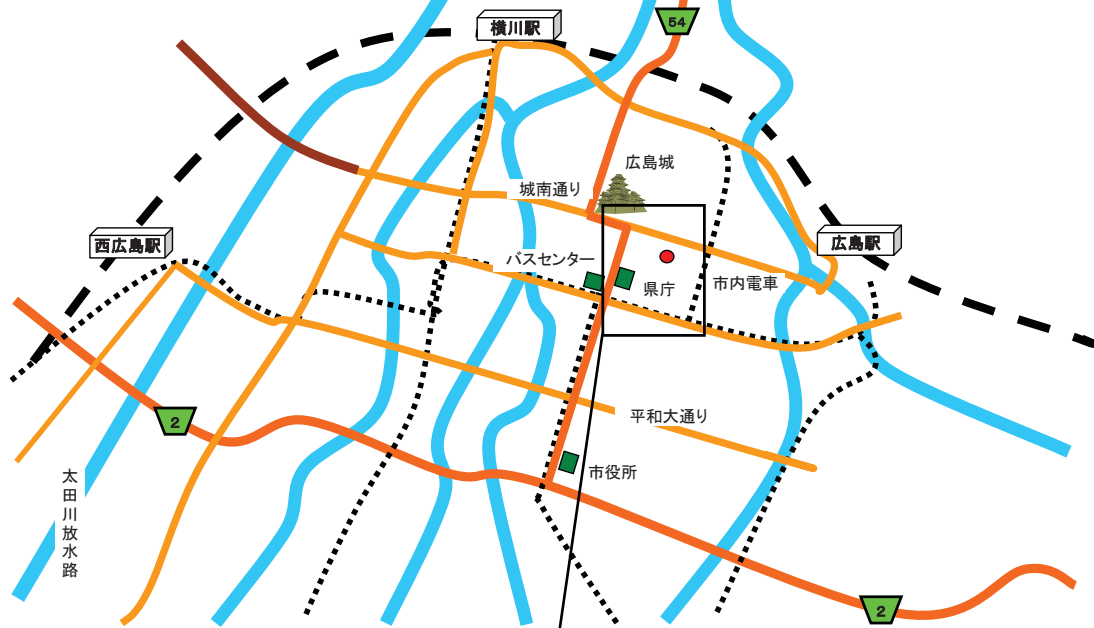 54
横川駅
広島城
城南通り
西広島駅
広島駅
バスセンター
県庁
市内電車
平和大通り
2
市役所
太田川放水路
2